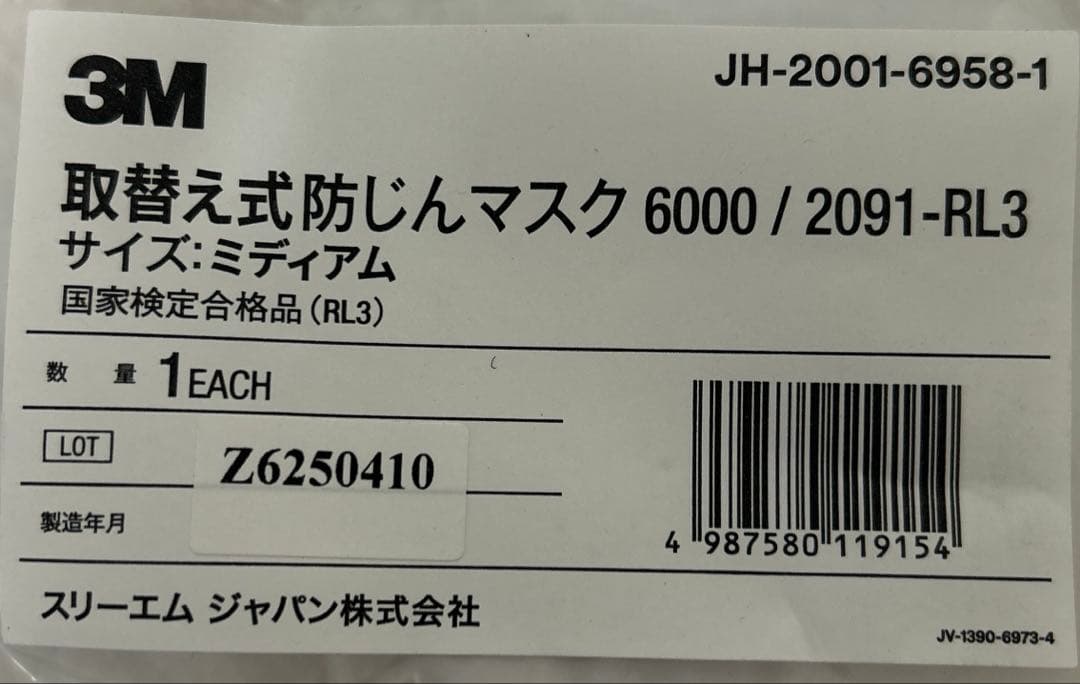 3M
JH-2001-6958-1
取替え式防じんマスク 6000 / 2091-RL3
サイズ:ミディアム
国家検定合格品(RL3)
数 量 1EACH
LOT Z6250410
製造年月
4 987580 119154
スリーエム ジャパン株式会社
JV-1390-6973-4